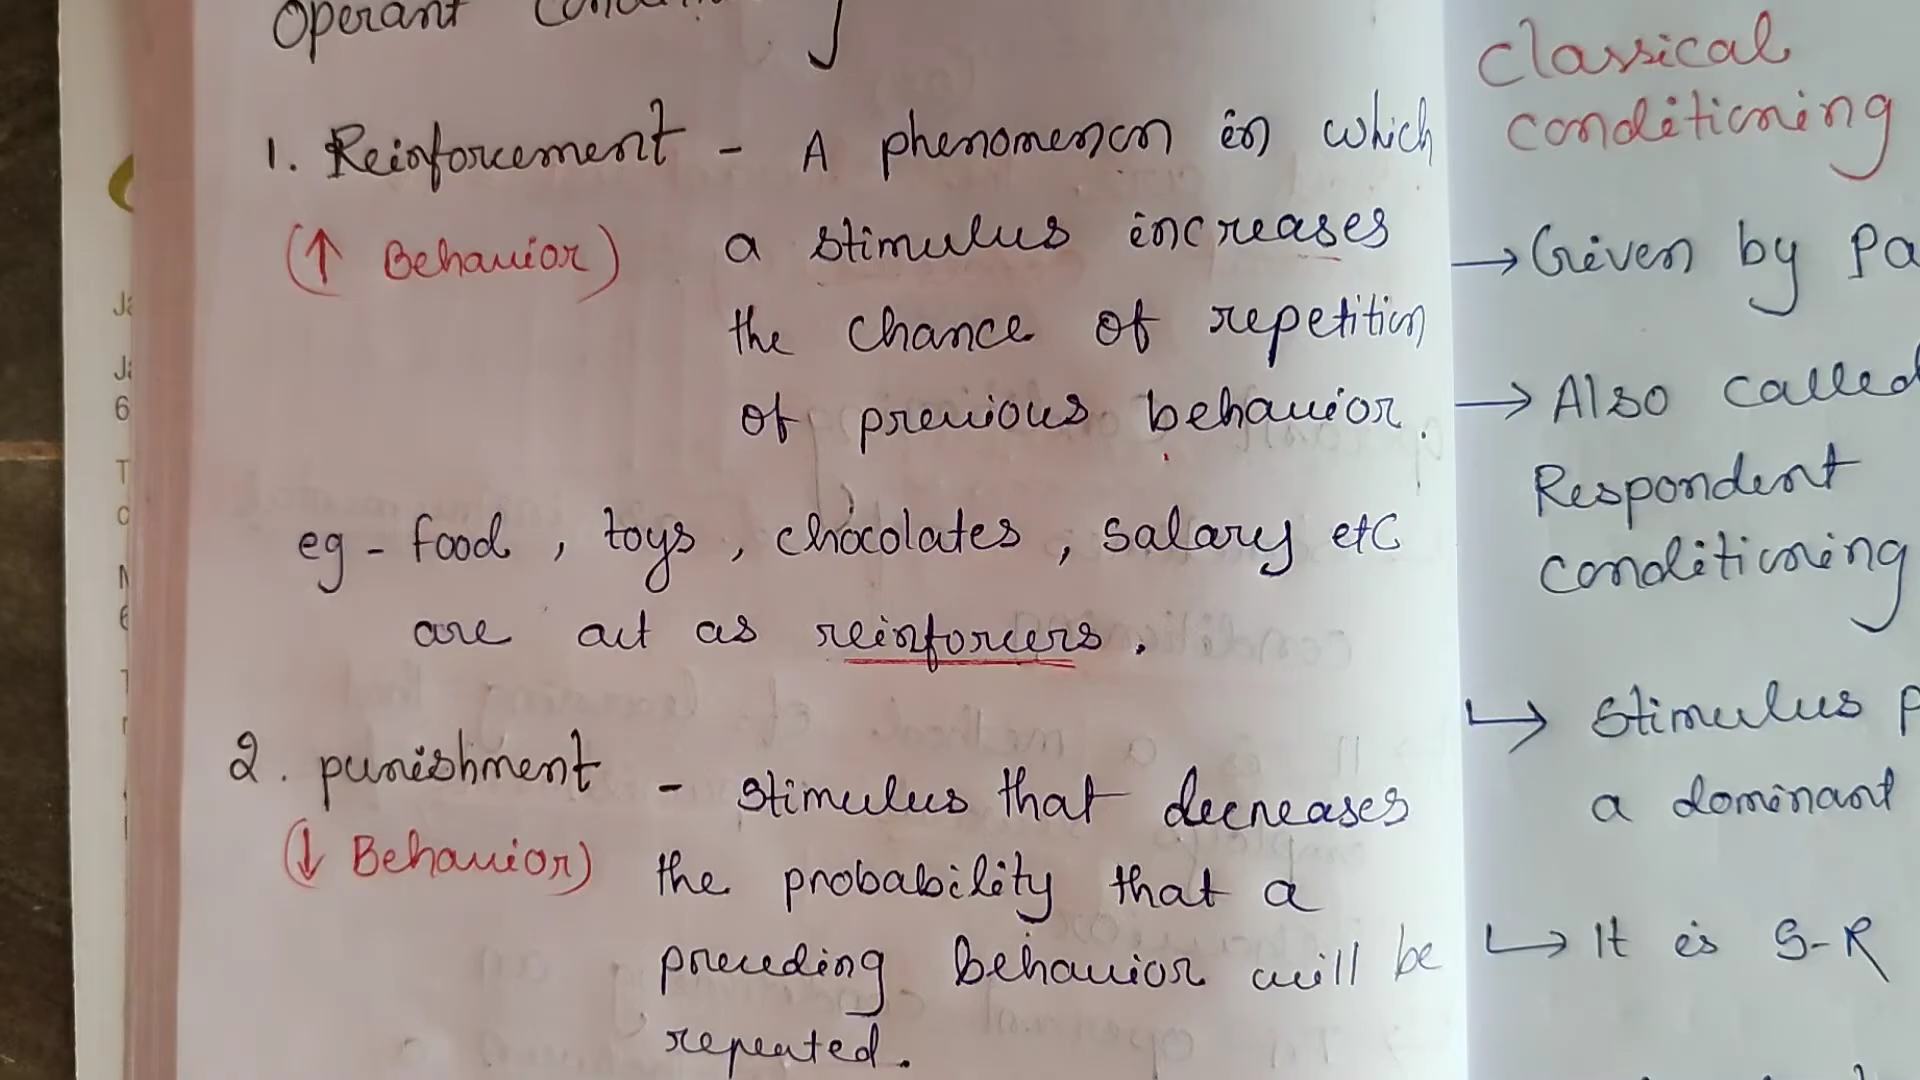 Operant
1. Reinforcement - A phenomenon in which
(↑ Behavior) a stimulus increases
the chance of repetition
of previous behavior.
eg - food , toys , chocolates , salary etc
are act as reinforcers .
2. punishment - stimulus that decreases
(↓ Behavior) the probability that a
preceding behavior will be
repeated.
Classical
conditioning
→ Given by Pa
→ Also called
Respondent
conditioning
↳ Stimulus P
a dominant
↳ It is S-R